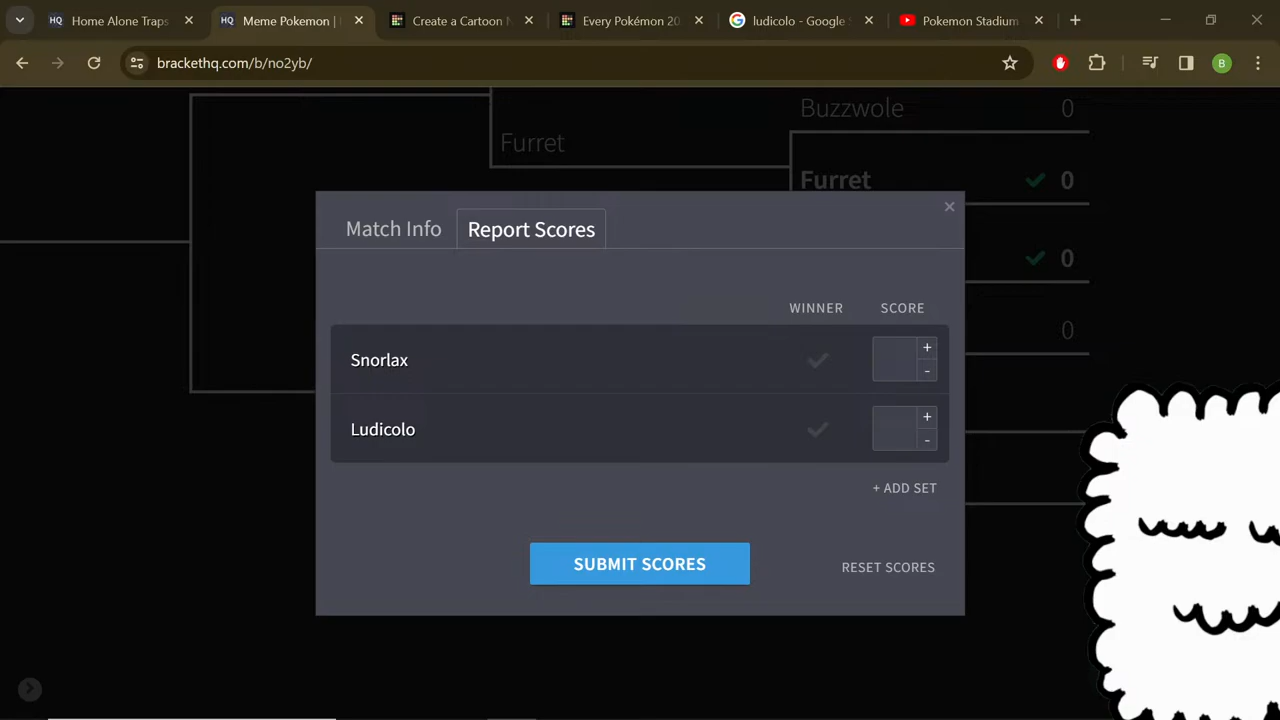 Home Alone Traps
Meme Pokemon |
Create a Cartoon N
Every Pokémon 20
ludicolo - Google S
Pokemon Stadium
brackethq.com/b/no2yb/
B
Buzzwole 0
Furret
Furret 0
0
0
Match Info
Report Scores
WINNER SCORE
Snorlax
+
-
Ludicolo
+
-
+ ADD SET
SUBMIT SCORES
RESET SCORES